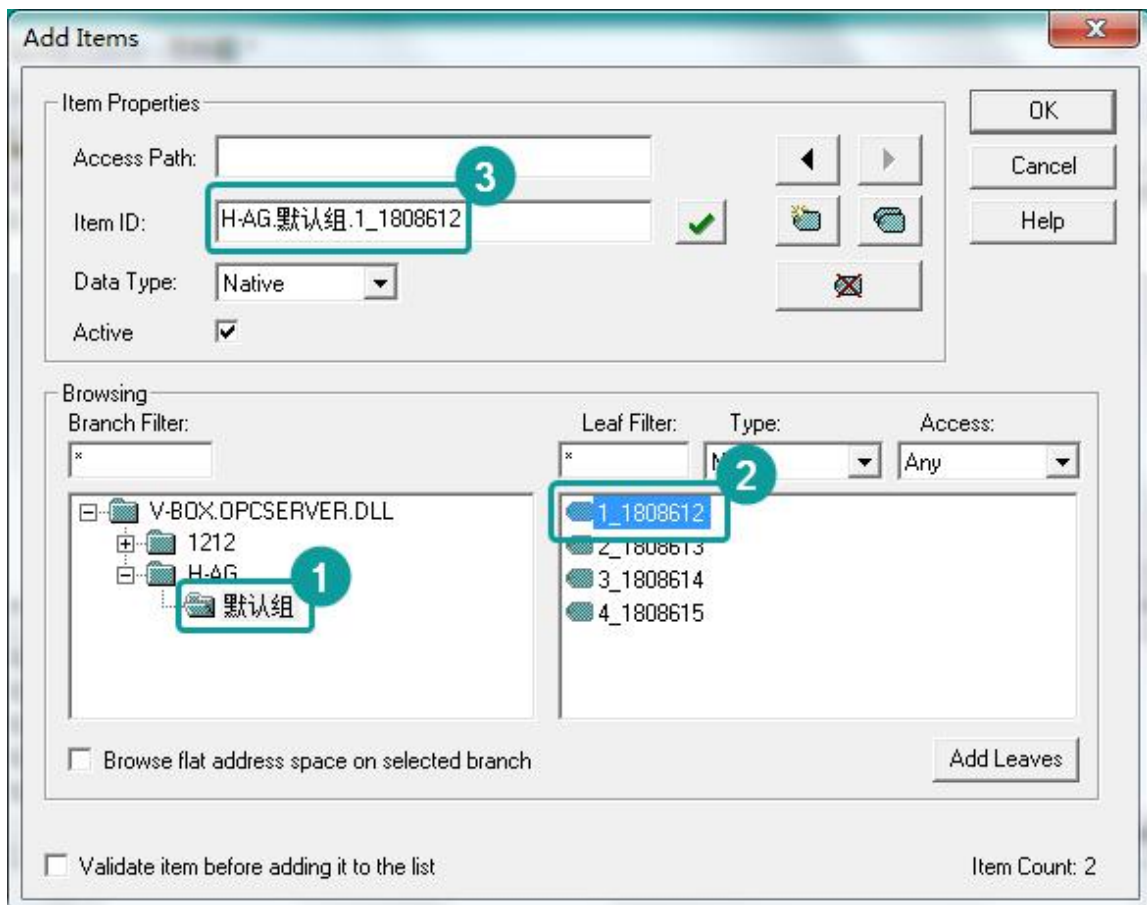 Add Items
Item Properties
OK
Access Path:
Cancel
3
Item ID:
H-AG.默认组.1_1808612
Help
Data Type:
Native
Active
Browsing
Branch Filter:
Leaf Filter:
Type:
Access:
*
*
Any
2
V-BOX.OPCSERVER.DLL
1_1808612
1212
2_1808613
H-AG
1
3_1808614
默认组
4_1808615
Browse flat address space on selected branch
Add Leaves
Validate item before adding it to the list
Item Count: 2